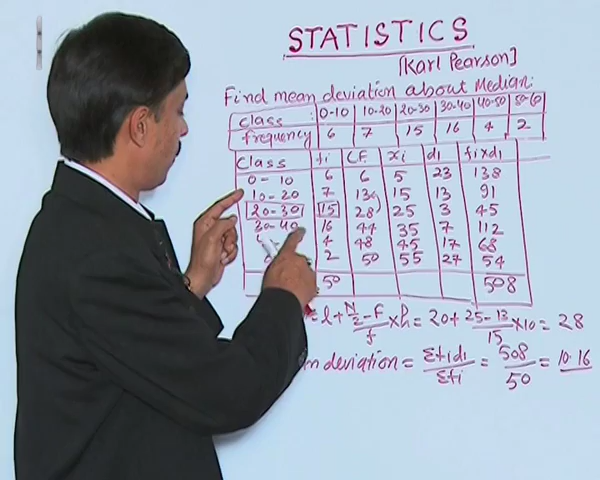 STATISTICS
[Karl Pearson]
Find mean deviation about Median:
class : 0-10 10-20 20-30 30-40 40-50 50-60
frequency 6 7 15 16 4 2
Class fi CF xi di fixdi
0-10 6 6 5 23 138
10-20 7 13 15 13 91
20-30 15 28 25 3 45
30-40 16 44 35 7 112
4 48 45 17 68
2 50 55 27 54
50 508
= l + N/2 - F / f × h = 20 + 25-13 / 15 × 10 = 28
n deviation = Σfidi / Σfi = 508 / 50 = 10.16